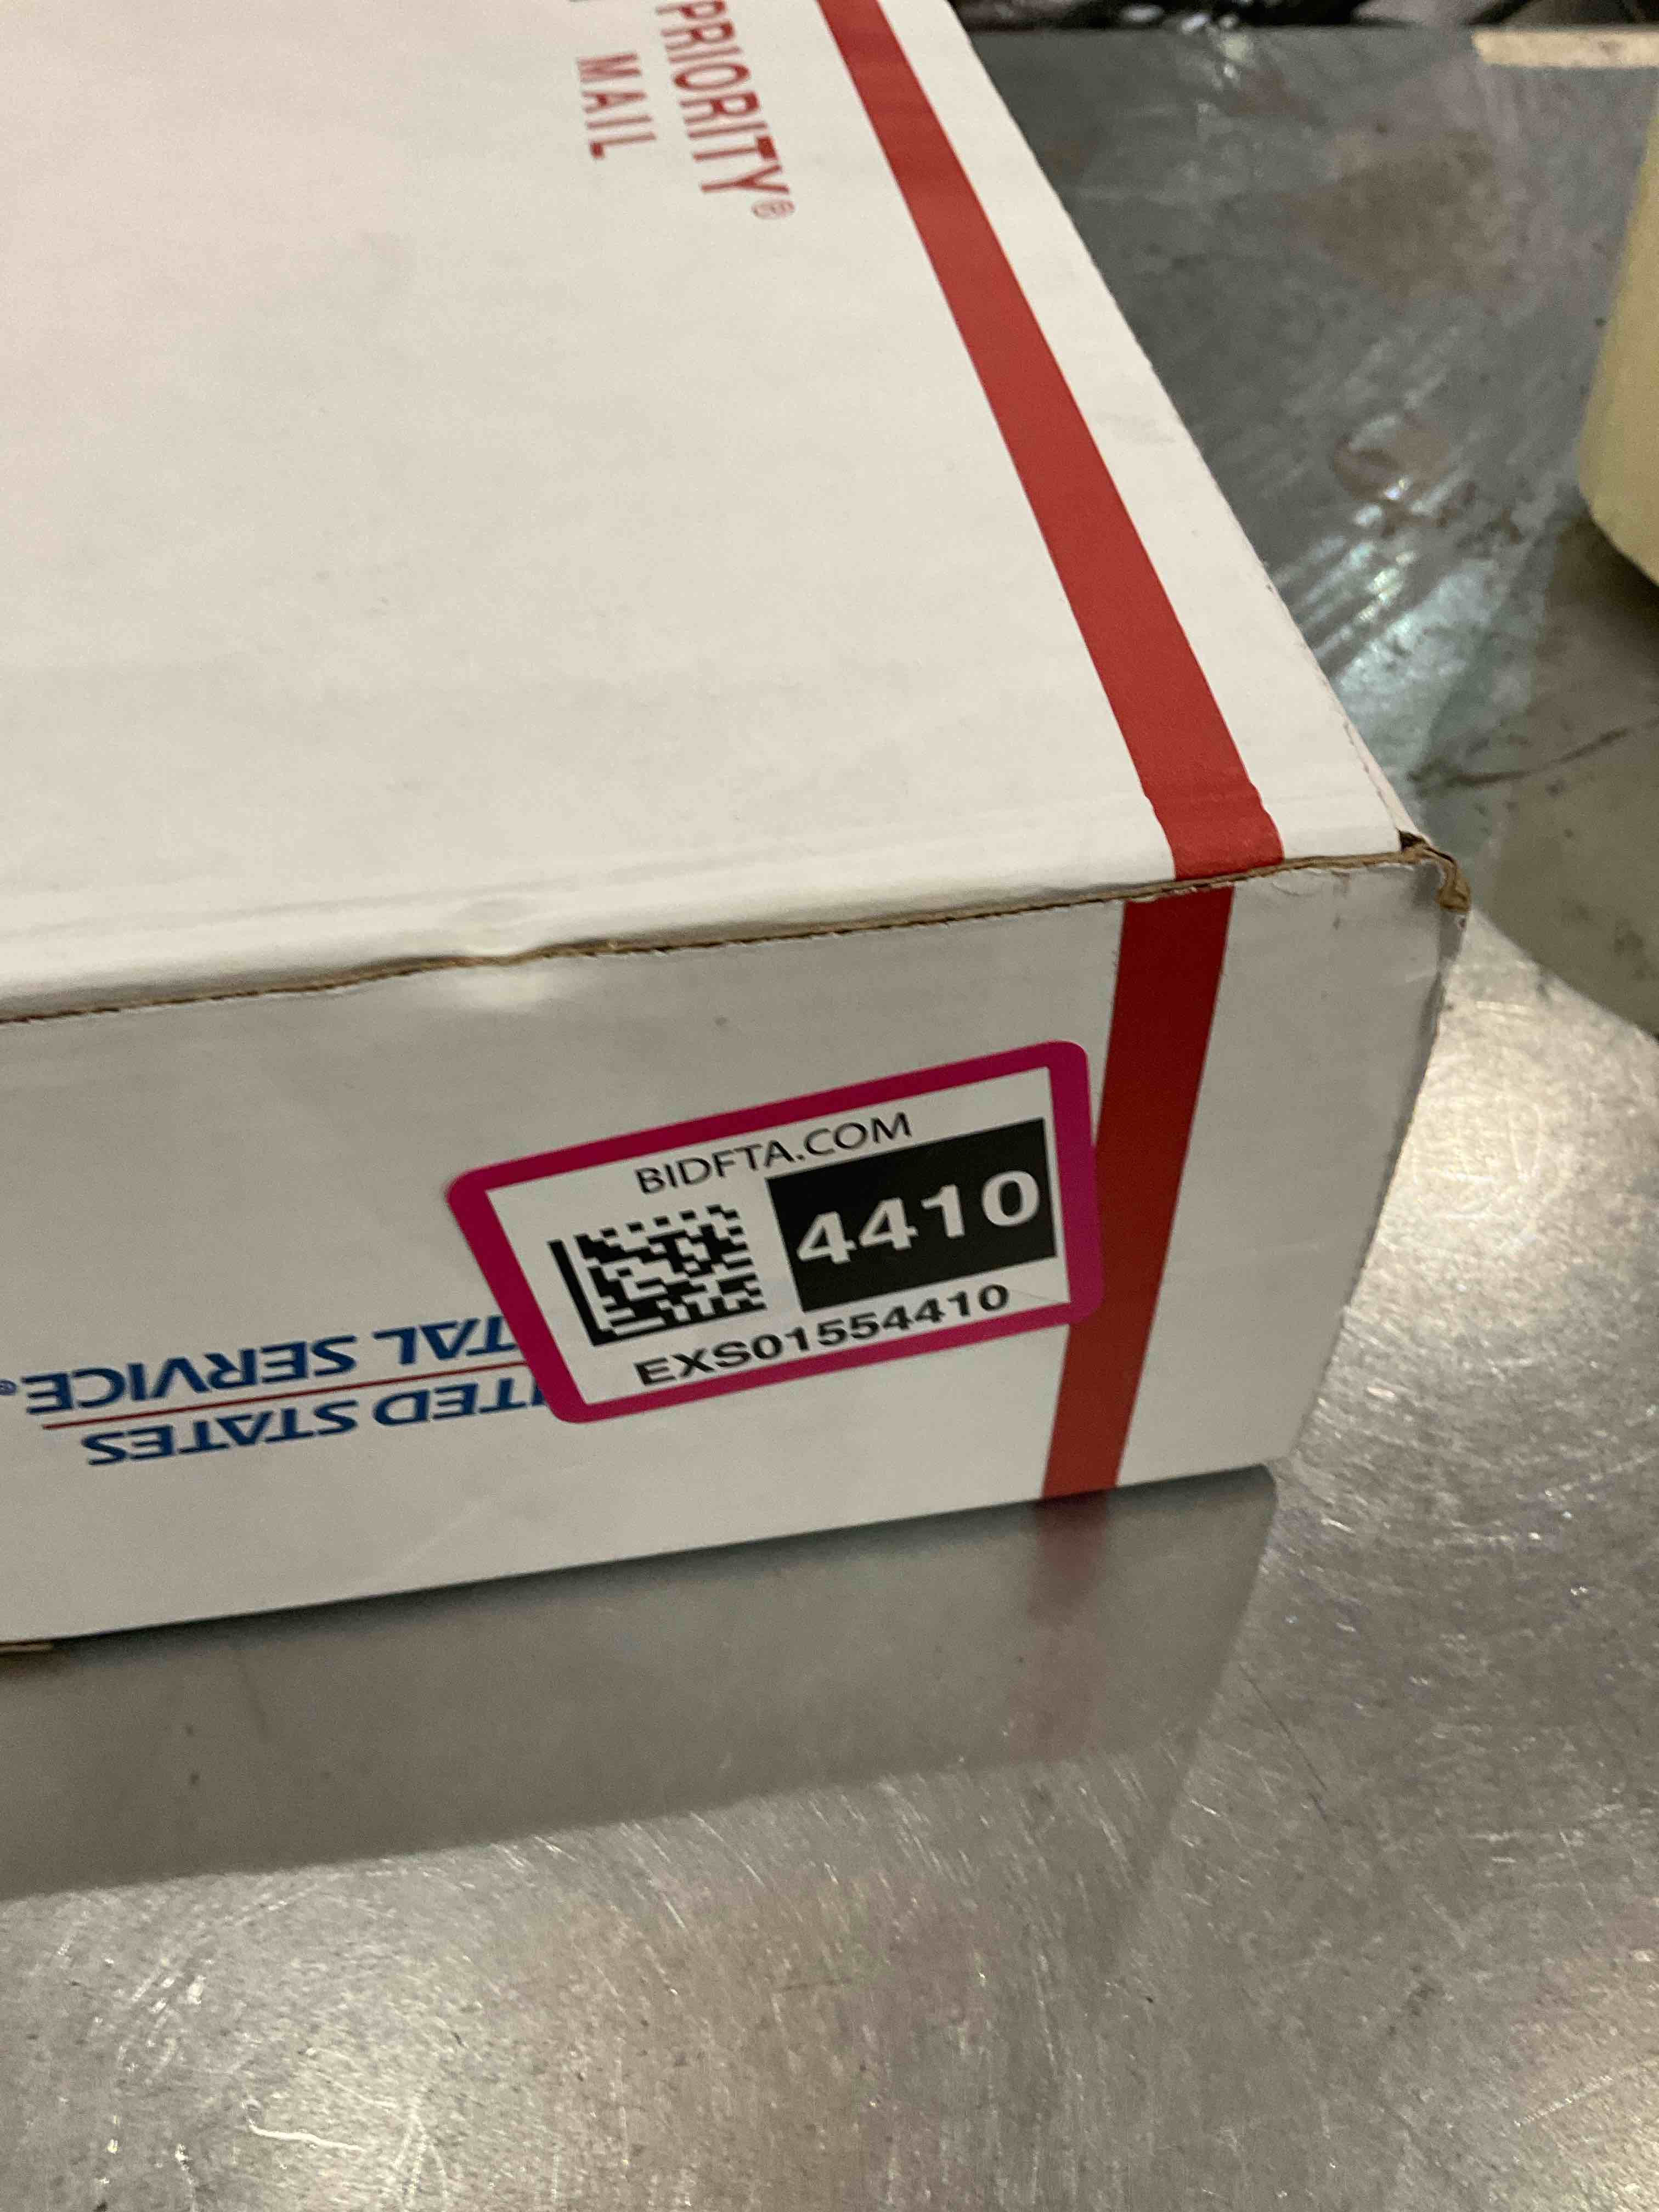 PRIORITY®
MAIL
BIDFTA.COM
4410
EXS01554410
TED STATES
TAL SERVICE®